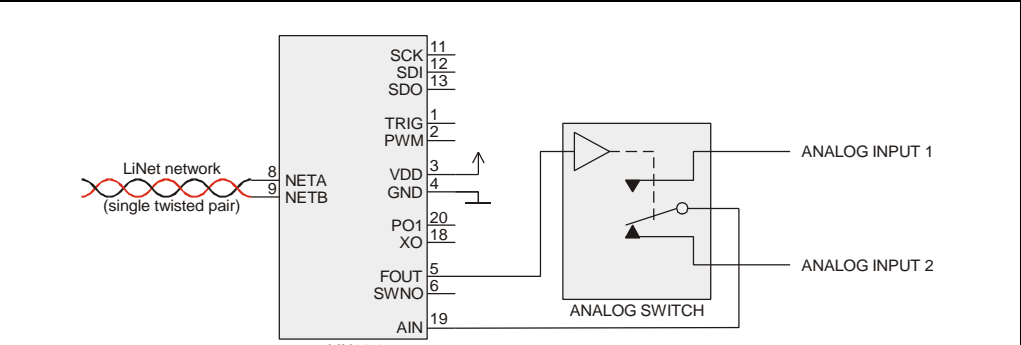 SCK 11
SDI 12
SDO 13
TRIG 1
PWM 2
VDD 3
GND 4
PO1 20
XO 18
FOUT 5
SWNO 6
AIN 19
LiNet network
(single twisted pair)
8 NETA
9 NETB
ANALOG INPUT 1
ANALOG INPUT 2
ANALOG SWITCH